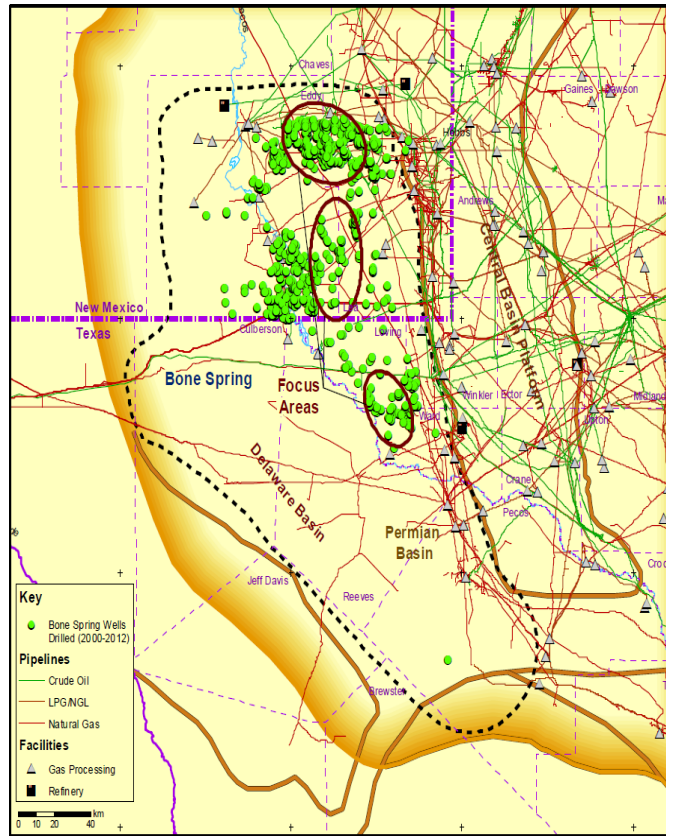 Chaves
Eddy
Gaines
Dawson
Hobbs
Andrews
Central Basin Platform
New Mexico
Texas
Culberson
Loving
Bone Spring
Focus
Areas
Winkler
Ector
Midland
Ward
Upton
Delaware
Basin
Crane
Pecos
Permian
Basin
Jeff Davis
Reeves
Brewster
Key
Bone Spring Wells
Drilled (2000-2012)
Pipelines
Crude Oil
LPG/NGL
Natural Gas
Facilities
Gas Processing
Refinery
km
0 10 20 40